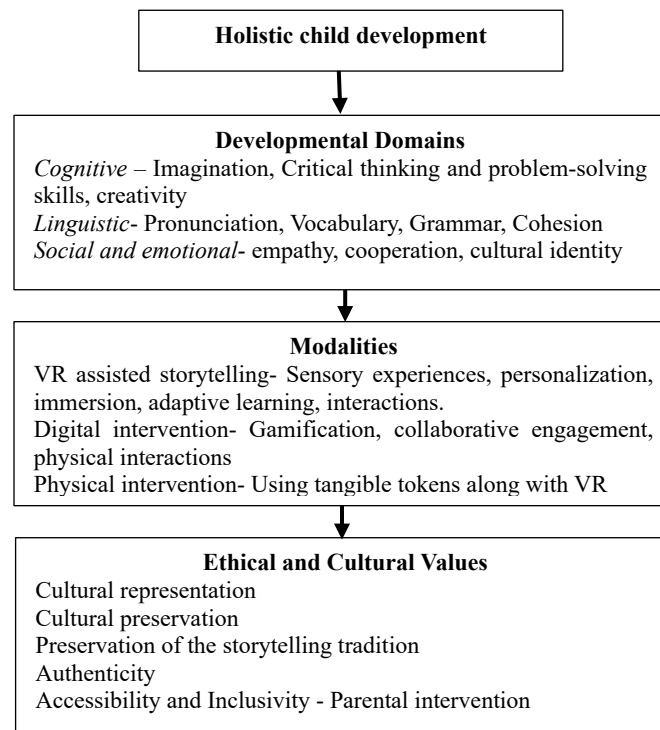 Holistic child development
Developmental Domains
Cognitive – Imagination, Critical thinking and problem-solving
skills, creativity
Linguistic- Pronunciation, Vocabulary, Grammar, Cohesion
Social and emotional- empathy, cooperation, cultural identity
Modalities
VR assisted storytelling- Sensory experiences, personalization,
immersion, adaptive learning, interactions.
Digital intervention- Gamification, collaborative engagement,
physical interactions
Physical intervention- Using tangible tokens along with VR
Ethical and Cultural Values
Cultural representation
Cultural preservation
Preservation of the storytelling tradition
Authenticity
Accessibility and Inclusivity - Parental intervention